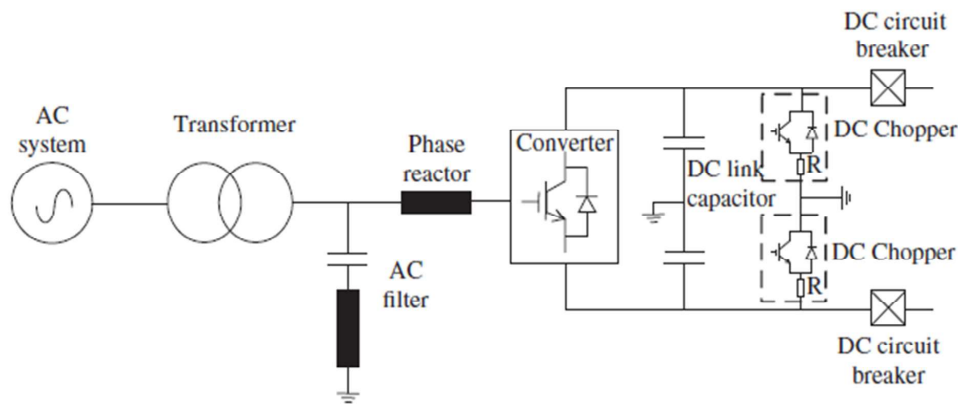 DC circuit
breaker
AC
system
Transformer
Phase
reactor
Converter
DC link
capacitor
R
DC Chopper
AC
filter
R
DC Chopper
DC circuit
breaker